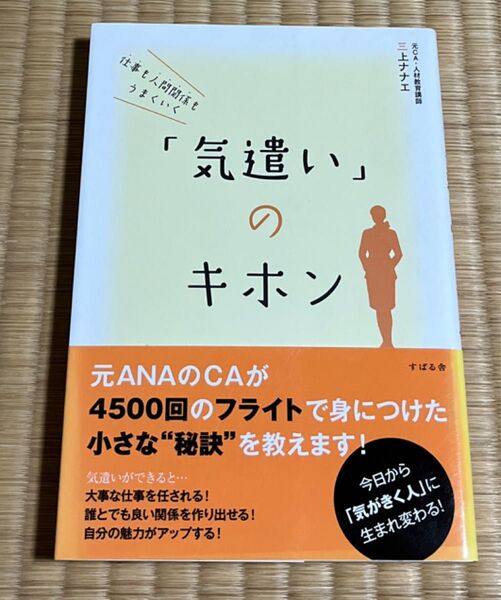 仕事も人間関係も
うまくいく
元CA・人材教育講師
三上ナナエ
「気遣い」
の
キホン
すばる舎
元ANAのCAが
4500回のフライトで身につけた
小さな“秘訣”を教えます!
気遣いができると…
大事な仕事を任される!
誰とでも良い関係を作り出せる!
自分の魅力がアップする!
今日から
「気がきく人」に
生まれ変わる!